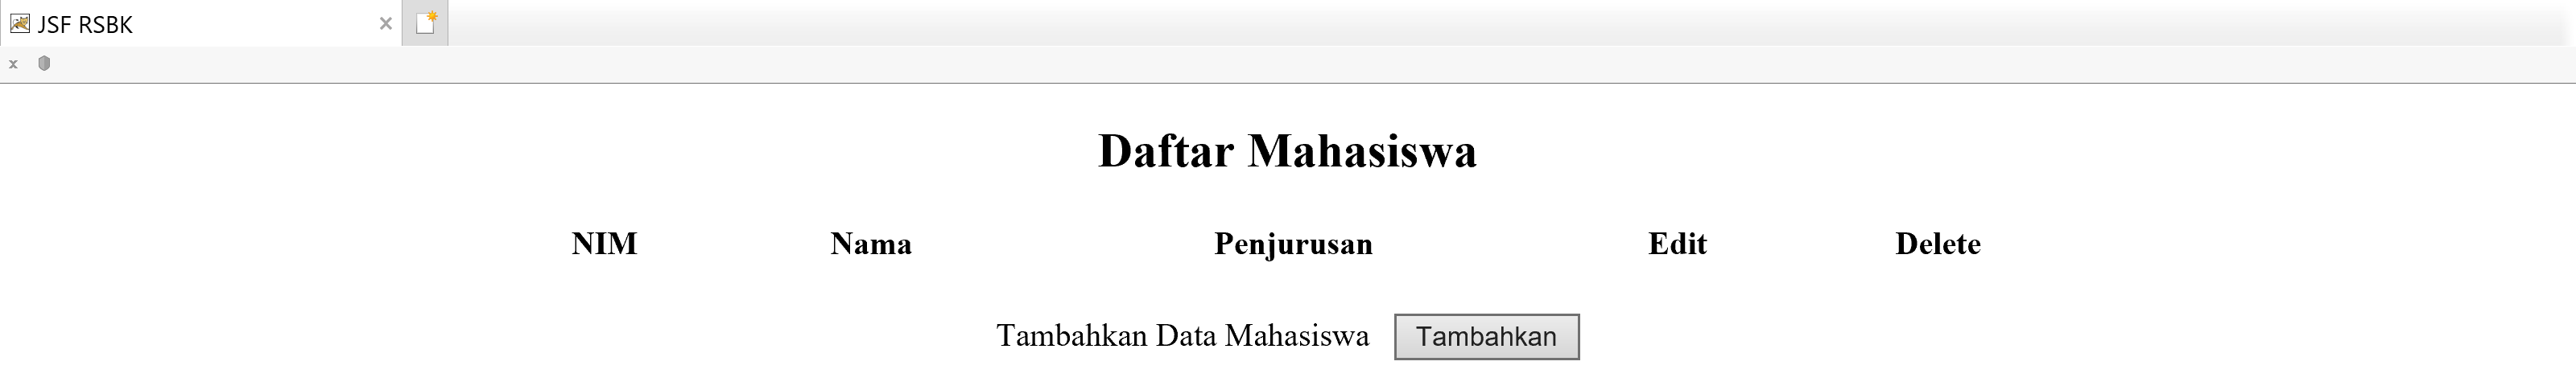 JSF RSBK
Daftar Mahasiswa
NIM Nama Penjurusan Edit Delete
Tambahkan Data Mahasiswa Tambahkan